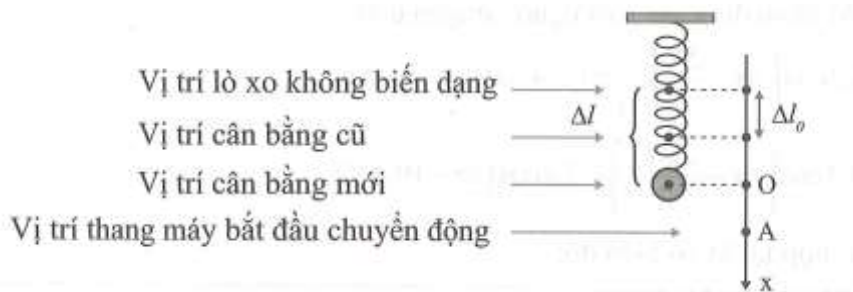 Vị trí lò xo không biến dạng
Δl
Δl₀
Vị trí cân bằng cũ
Vị trí cân bằng mới
O
Vị trí thang máy bắt đầu chuyển động
A
x